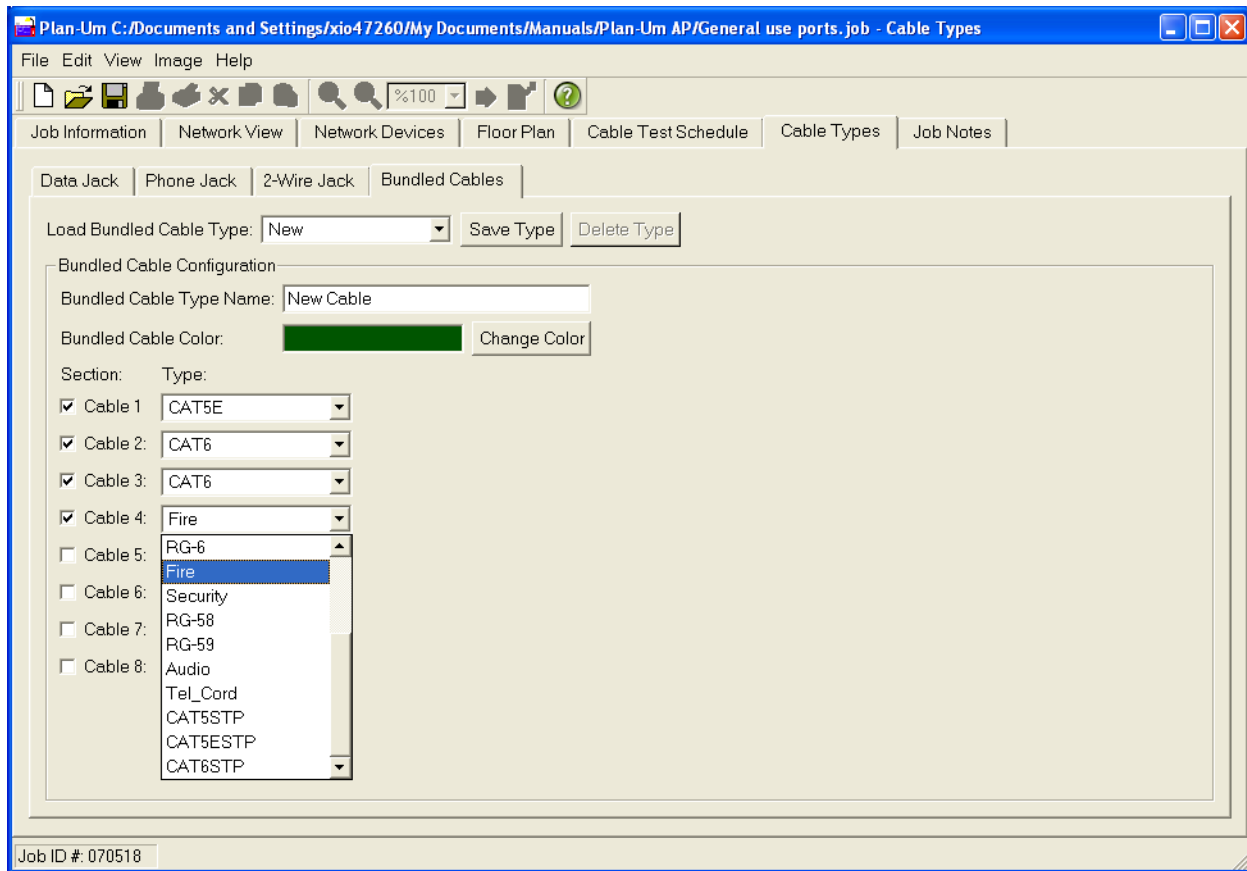 Plan-Um C:/Documents and Settings/xio47260/My Documents/Manuals/Plan-Um AP/General use ports.job - Cable Types
File Edit View Image Help
%100
Job Information Network View Network Devices Floor Plan Cable Test Schedule Cable Types Job Notes
Data Jack Phone Jack 2-Wire Jack Bundled Cables
Load Bundled Cable Type: New Save Type Delete Type
Bundled Cable Configuration
Bundled Cable Type Name: New Cable
Bundled Cable Color: Change Color
Section: Type:
Cable 1 CAT5E
Cable 2: CAT6
Cable 3: CAT6
Cable 4: Fire
Cable 5:
Cable 6:
Cable 7:
Cable 8:
RG-6
Fire
Security
RG-58
RG-59
Audio
Tel_Cord
CAT5STP
CAT5ESTP
CAT6STP
Job ID #: 070518